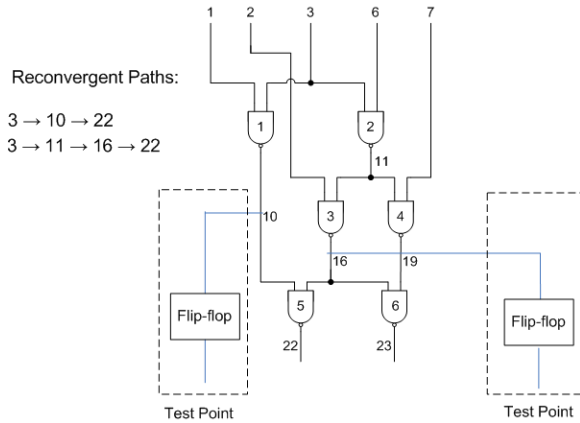 1 2 3 6 7
Reconvergent Paths:
3 → 10 → 22
3 → 11 → 16 → 22
1 2
11
3 4
10
16 19
Flip-flop
5 6
Flip-flop
22 23
Test Point
Test Point